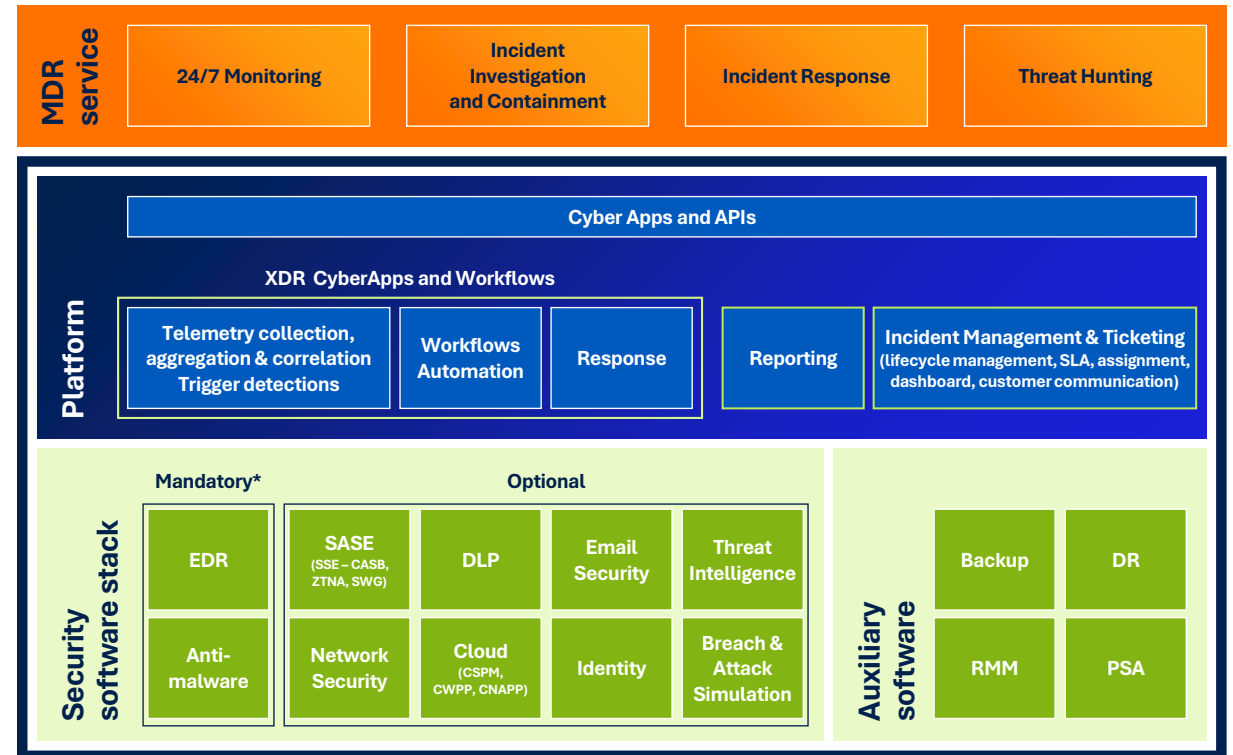 MDR
service
24/7 Monitoring
Incident
Investigation
and Containment
Incident Response
Threat Hunting
Platform
Cyber Apps and APIs
XDR CyberApps and Workflows
Telemetry collection,
aggregation & correlation
Trigger detections
Workflows
Automation
Response
Reporting
Incident Management & Ticketing
(lifecycle management, SLA, assignment,
dashboard, customer communication)
Security
software stack
Mandatory*
Optional
EDR
SASE
(SSE – CASB,
ZTNA, SWG)
DLP
Email
Security
Threat
Intelligence
Anti-
malware
Network
Security
Cloud
(CSPM,
CWPP, CNAPP)
Identity
Breach &
Attack
Simulation
Auxiliary
software
Backup
DR
RMM
PSA